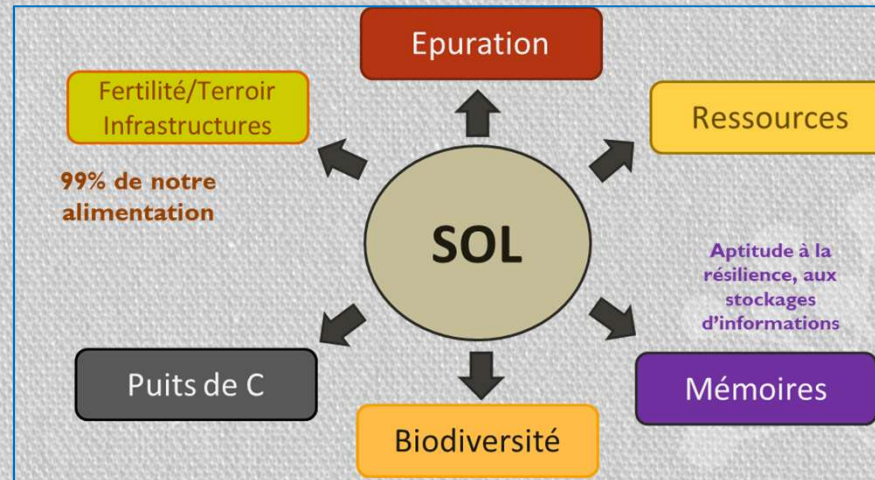 Epuration
Fertilité/Terroir
Infrastructures
Ressources
99% de notre
alimentation
SOL
Aptitude à la
résilience, aux
stockages
d'informations
Puits de C
Mémoires
Biodiversité